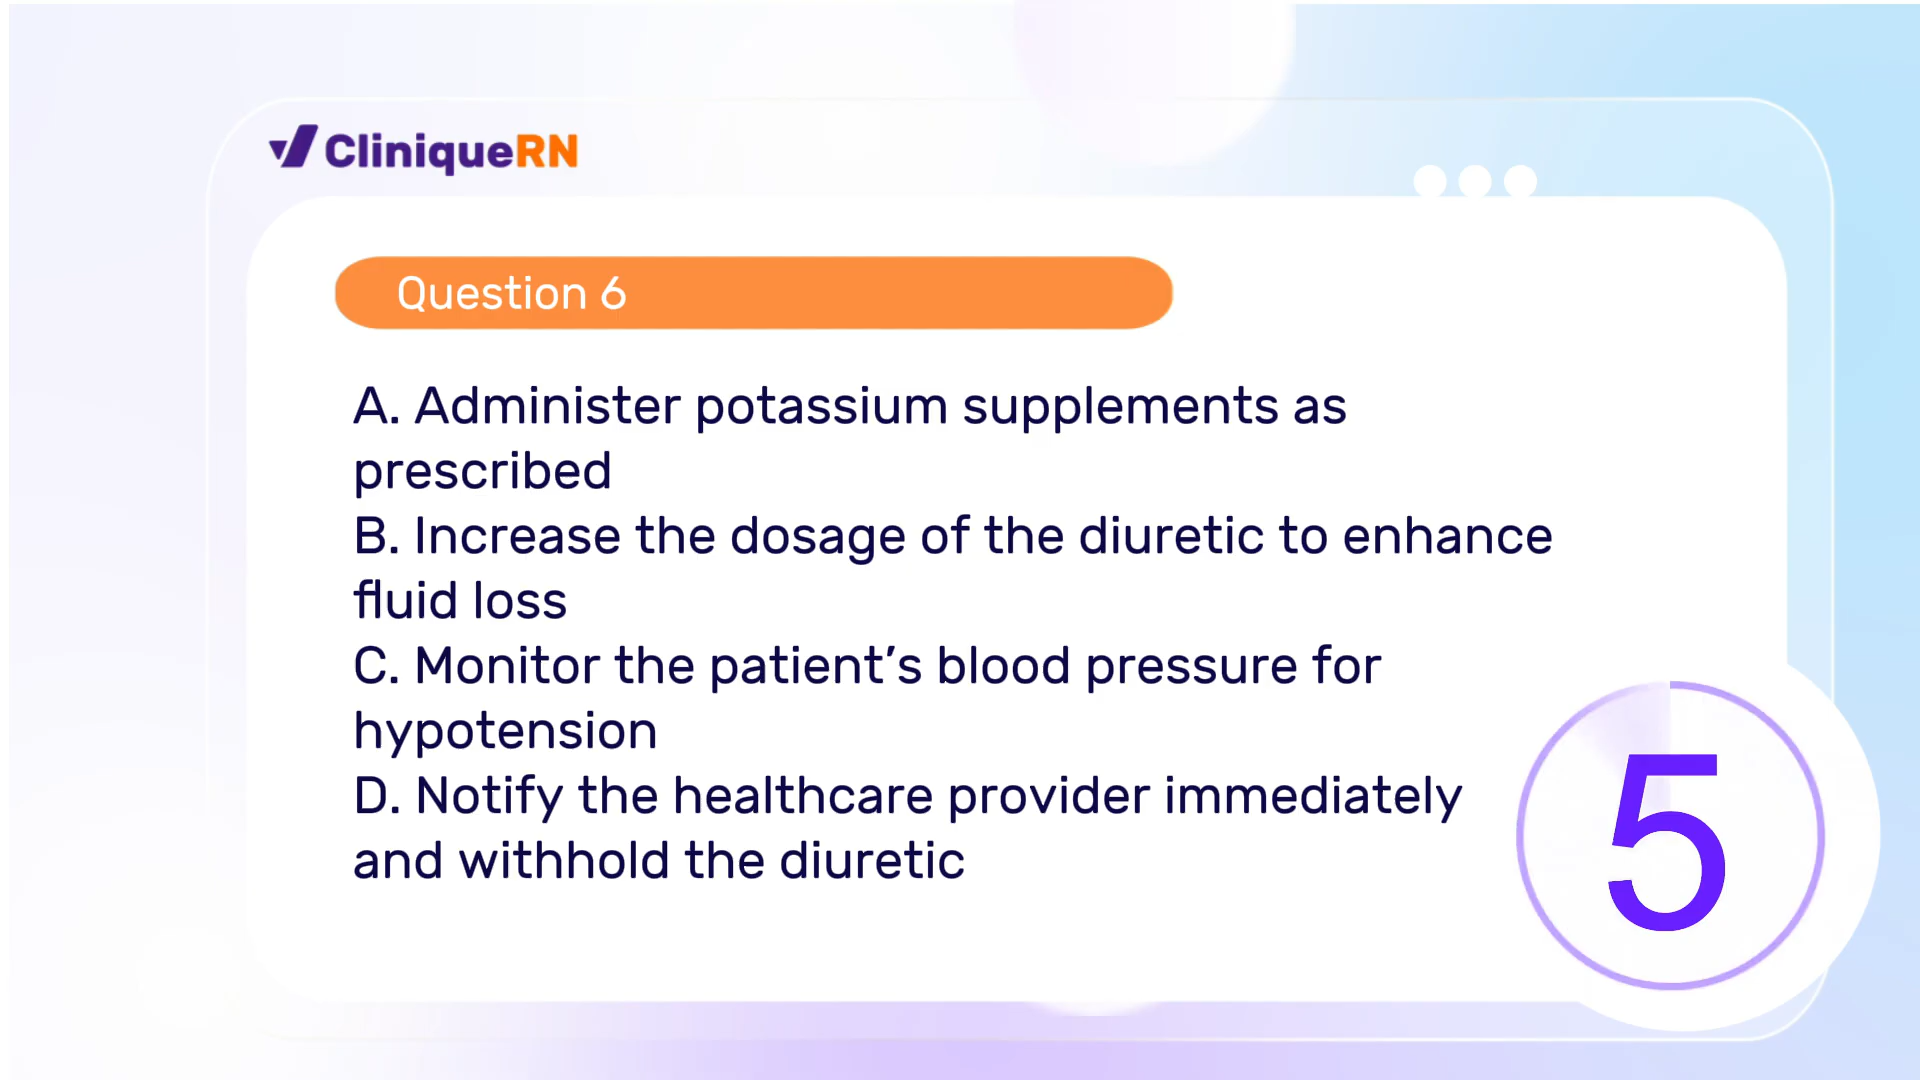 CliniqueRN
Question 6
A. Administer potassium supplements as
prescribed
B. Increase the dosage of the diuretic to enhance
fluid loss
C. Monitor the patient’s blood pressure for
hypotension
D. Notify the healthcare provider immediately
and withhold the diuretic
5